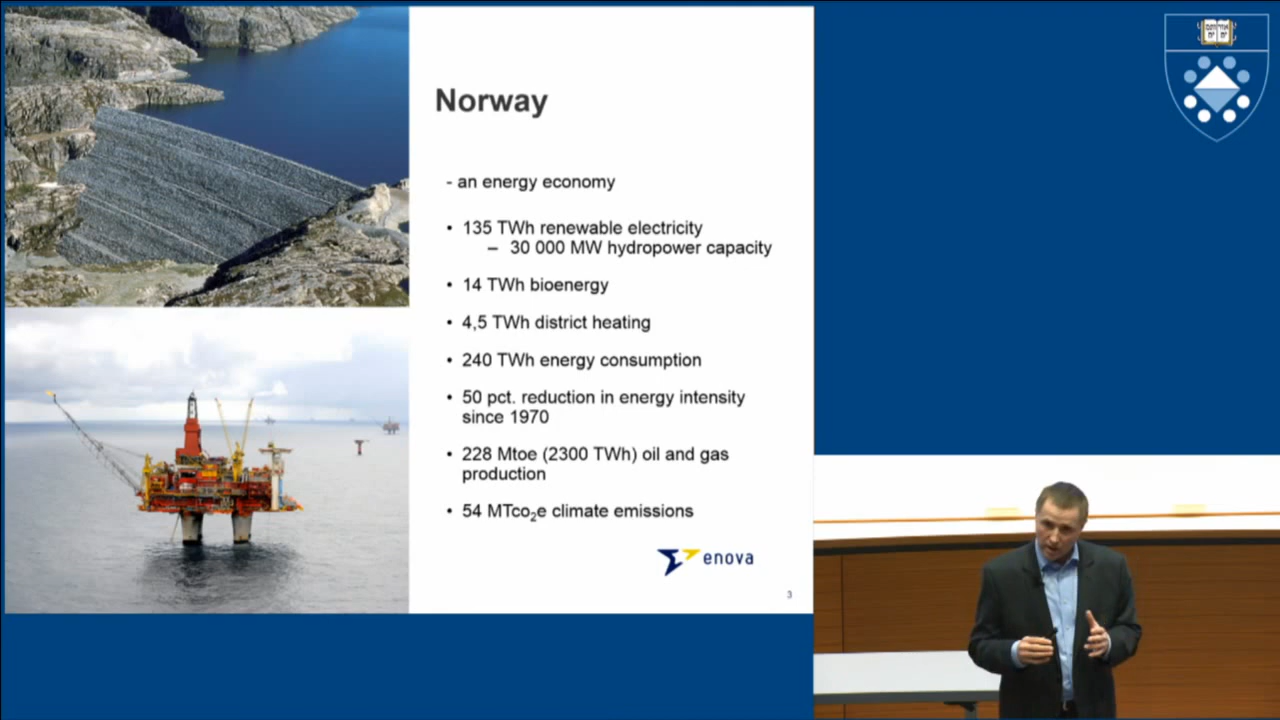 Norway
- an energy economy
• 135 TWh renewable electricity
– 30 000 MW hydropower capacity
• 14 TWh bioenergy
• 4,5 TWh district heating
• 240 TWh energy consumption
• 50 pct. reduction in energy intensity
since 1970
• 228 Mtoe (2300 TWh) oil and gas
production
• 54 MTco₂e climate emissions
enova
3